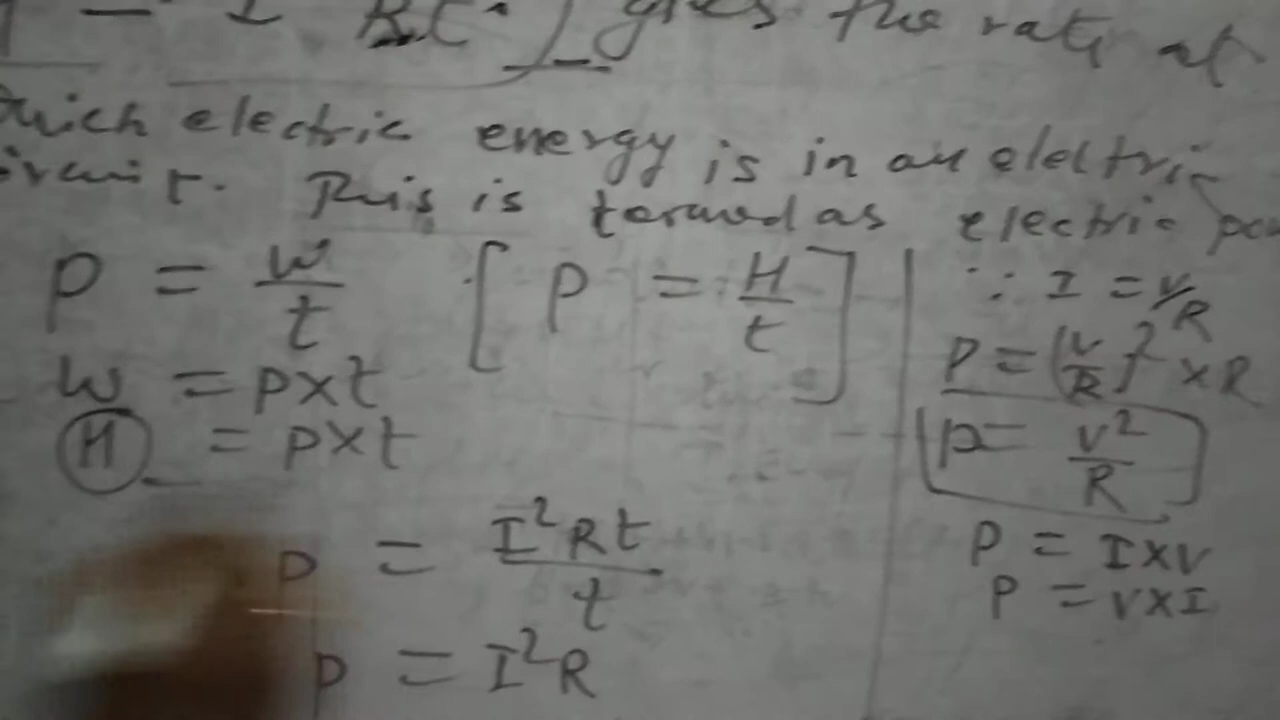 = I Rt] gives the rate at
which electric energy is in an electric
circuit. This is termed as electric
P = W/t [P = H/t]
W = P×t
H = P×t
P = I²Rt/t
P = I²R
∵ I = V/R
P = (V/R)² × R
P = V²/R
P = I×V
P = V×I